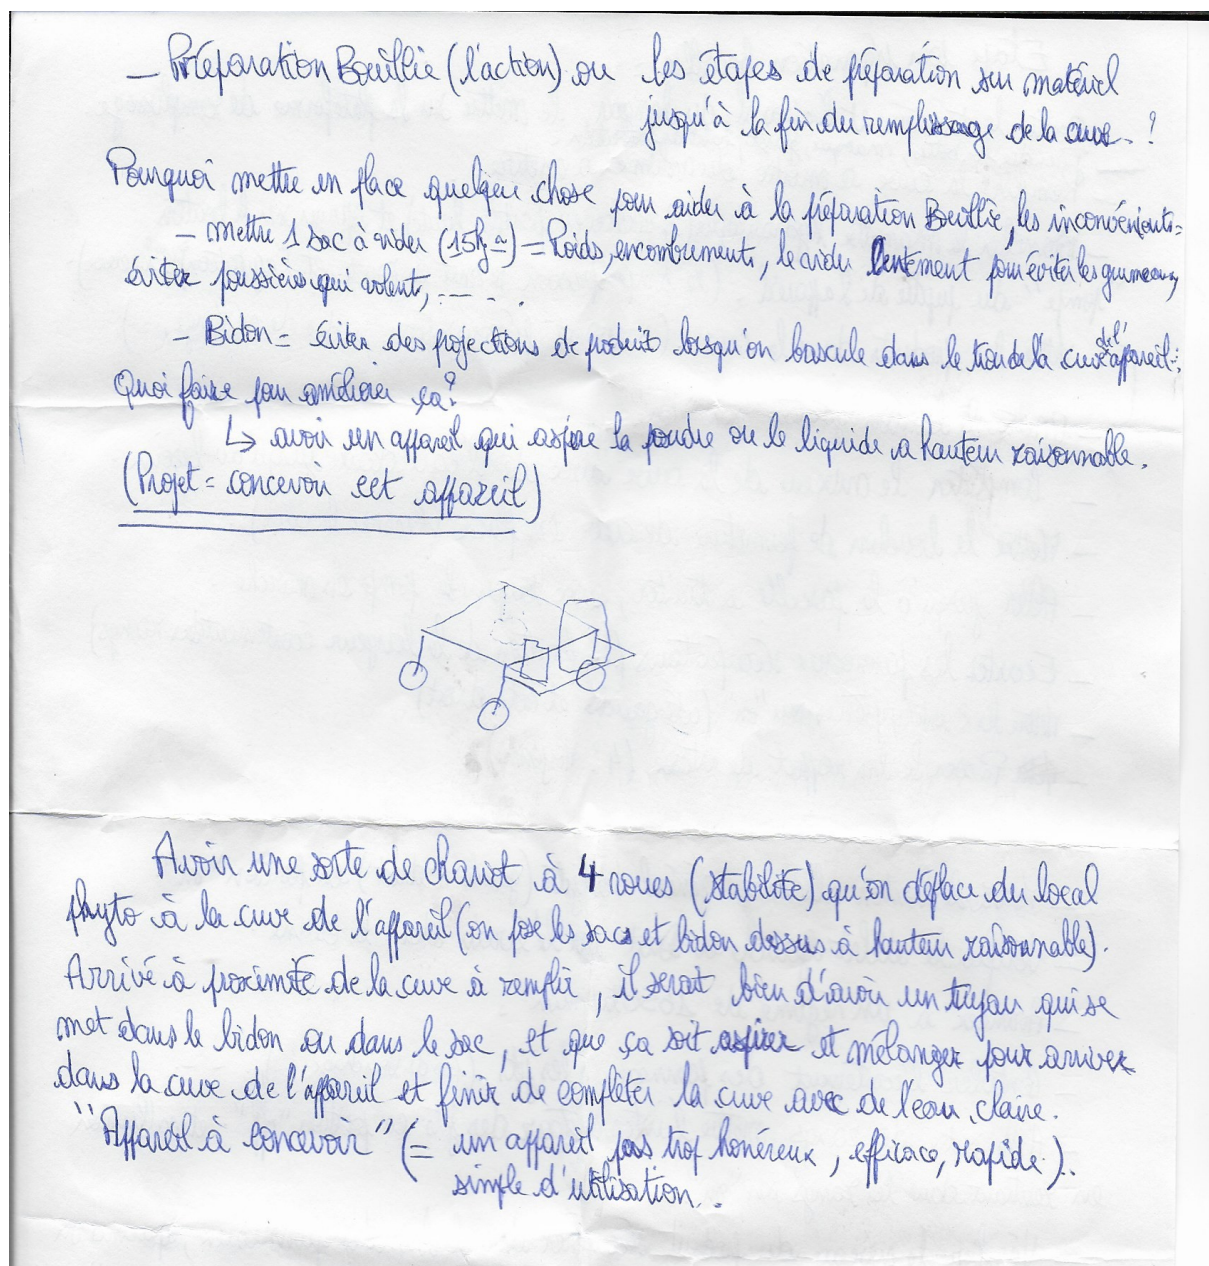 – Préparation Bouillie (l'action) ou les étapes de préparation sur matériel
jusqu'à la fin du remplissage de la cuve. !
Pourquoi mettre en place quelque chose pour aider à la préparation Bouillie, les inconvénients =
– mettre 1 sac à vider (15kg ≃) = Poids, encombrements, le vider lentement pour éviter les grumeaux,
éviter poussières qui volent, ... . .
– Bidon = éviter des projections de produits lorsqu'on bascule dans le trou de la cuve de l'appareil.
Quoi faire pour améliorer ça ?
↳ avoir un appareil qui aspire la poudre ou le liquide a hauteur raisonnable.
(Projet = concevoir cet appareil)
Avoir une sorte de chariot à 4 roues (stabilité) qu'on déplace du local
phyto à la cuve de l'appareil (on pose les sacs et bidon dessus à hauteur raisonnable).
Arrivé à proximité de la cuve à remplir, il serait bien d'avoir un tuyau qui se
met dans le bidon ou dans le sac, et que ça soit aspirer et mélanger pour arriver
dans la cuve de l'appareil et finir de compléter la cuve avec de l'eau claire.
"Appareil à concevoir" (= un appareil pas trop honéreux, efficace, rapide.).
simple d'utilisation. .